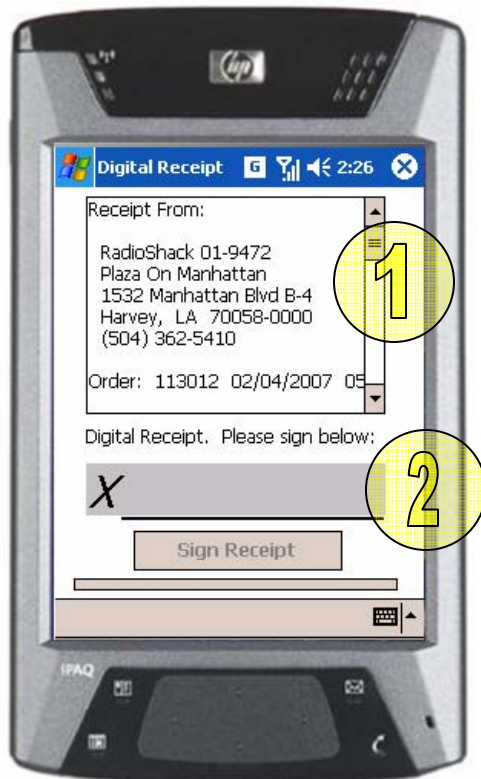 hp
Digital Receipt G 2:26
Receipt From:
RadioShack 01-9472
Plaza On Manhattan
1532 Manhattan Blvd B-4
Harvey, LA 70058-0000
(504) 362-5410
1
Order: 113012 02/04/2007 05
Digital Receipt. Please sign below:
X
2
Sign Receipt
iPAQ